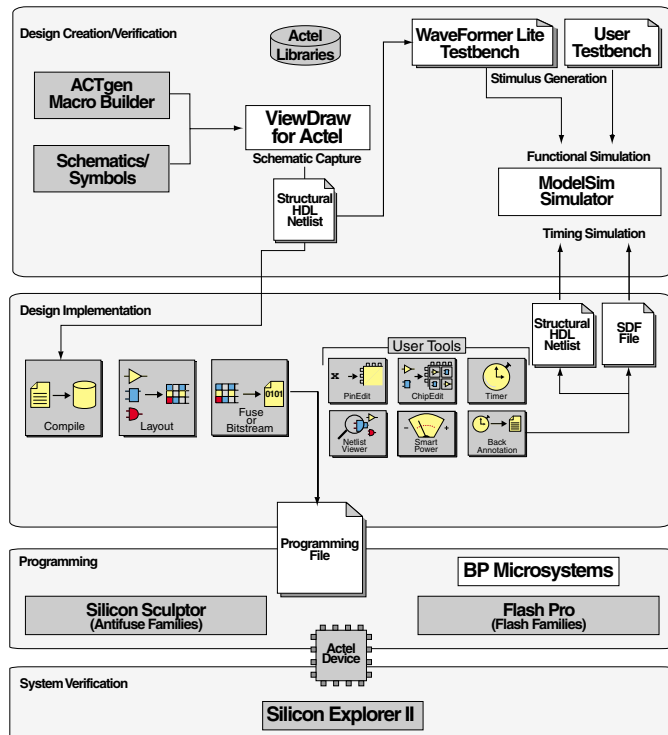 Design Creation/Verification
Actel
Libraries
WaveFormer Lite
Testbench
User
Testbench
Stimulus Generation
ACTgen
Macro Builder
ViewDraw
for Actel
Schematic Capture
Schematics/
Symbols
Structural
HDL
Netlist
Functional Simulation
ModelSim
Simulator
Timing Simulation
Design Implementation
Compile
Layout
0101
Fuse
or
Bitstream
User Tools
X
PinEdit
ChipEdit
Timer
Netlist
Viewer
Smart
Power
Back
Annotation
Structural
HDL
Netlist
SDF
File
Programming
File
Programming
BP Microsystems
Silicon Sculptor
(Antifuse Families)
Flash Pro
(Flash Families)
Actel
Device
System Verification
Silicon Explorer II